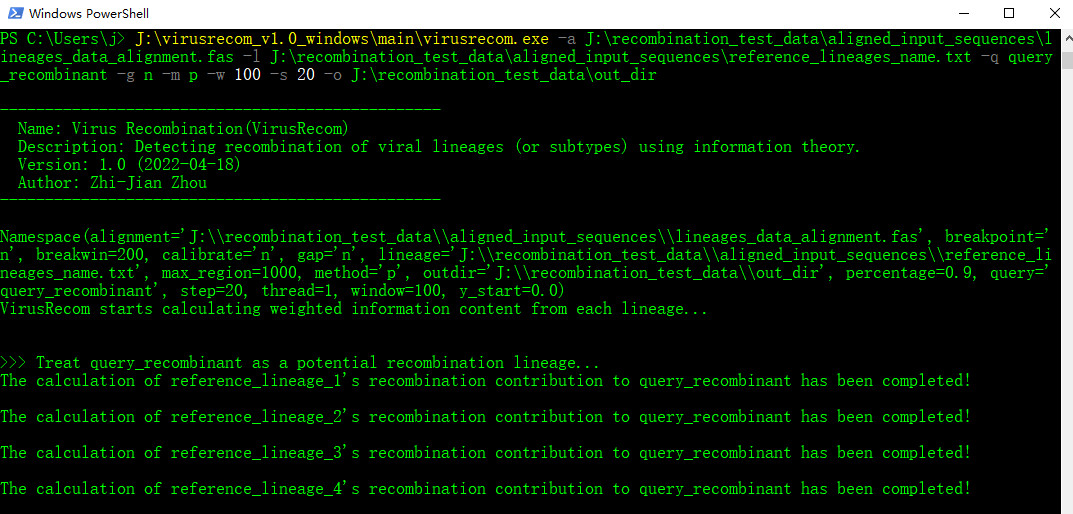 Windows PowerShell
PS C:\Users\j> J:\virusrecom_v1.0_windows\main\virusrecom.exe -a J:\recombination_test_data\aligned_input_sequences\l
ineages_data_alignment.fas -l J:\recombination_test_data\aligned_input_sequences\reference_lineages_name.txt -q query
_recombinant -g n -m p -w 100 -s 20 -o J:\recombination_test_data\out_dir
-------------------------------------------------
Name: Virus Recombination(VirusRecom)
Description: Detecting recombination of viral lineages (or subtypes) using information theory.
Version: 1.0 (2022-04-18)
Author: Zhi-Jian Zhou
-------------------------------------------------
Namespace(alignment='J:\\recombination_test_data\\aligned_input_sequences\\lineages_data_alignment.fas', breakpoint='
n', breakwin=200, calibrate='n', gap='n', lineage='J:\\recombination_test_data\\aligned_input_sequences\\reference_li
neages_name.txt', max_region=1000, method='p', outdir='J:\\recombination_test_data\\out_dir', percentage=0.9, query='
query_recombinant', step=20, thread=1, window=100, y_start=0.0)
VirusRecom starts calculating weighted information content from each lineage...
>>> Treat query_recombinant as a potential recombination lineage...
The calculation of reference_lineage_1's recombination contribution to query_recombinant has been completed!
The calculation of reference_lineage_2's recombination contribution to query_recombinant has been completed!
The calculation of reference_lineage_3's recombination contribution to query_recombinant has been completed!
The calculation of reference_lineage_4's recombination contribution to query_recombinant has been completed!